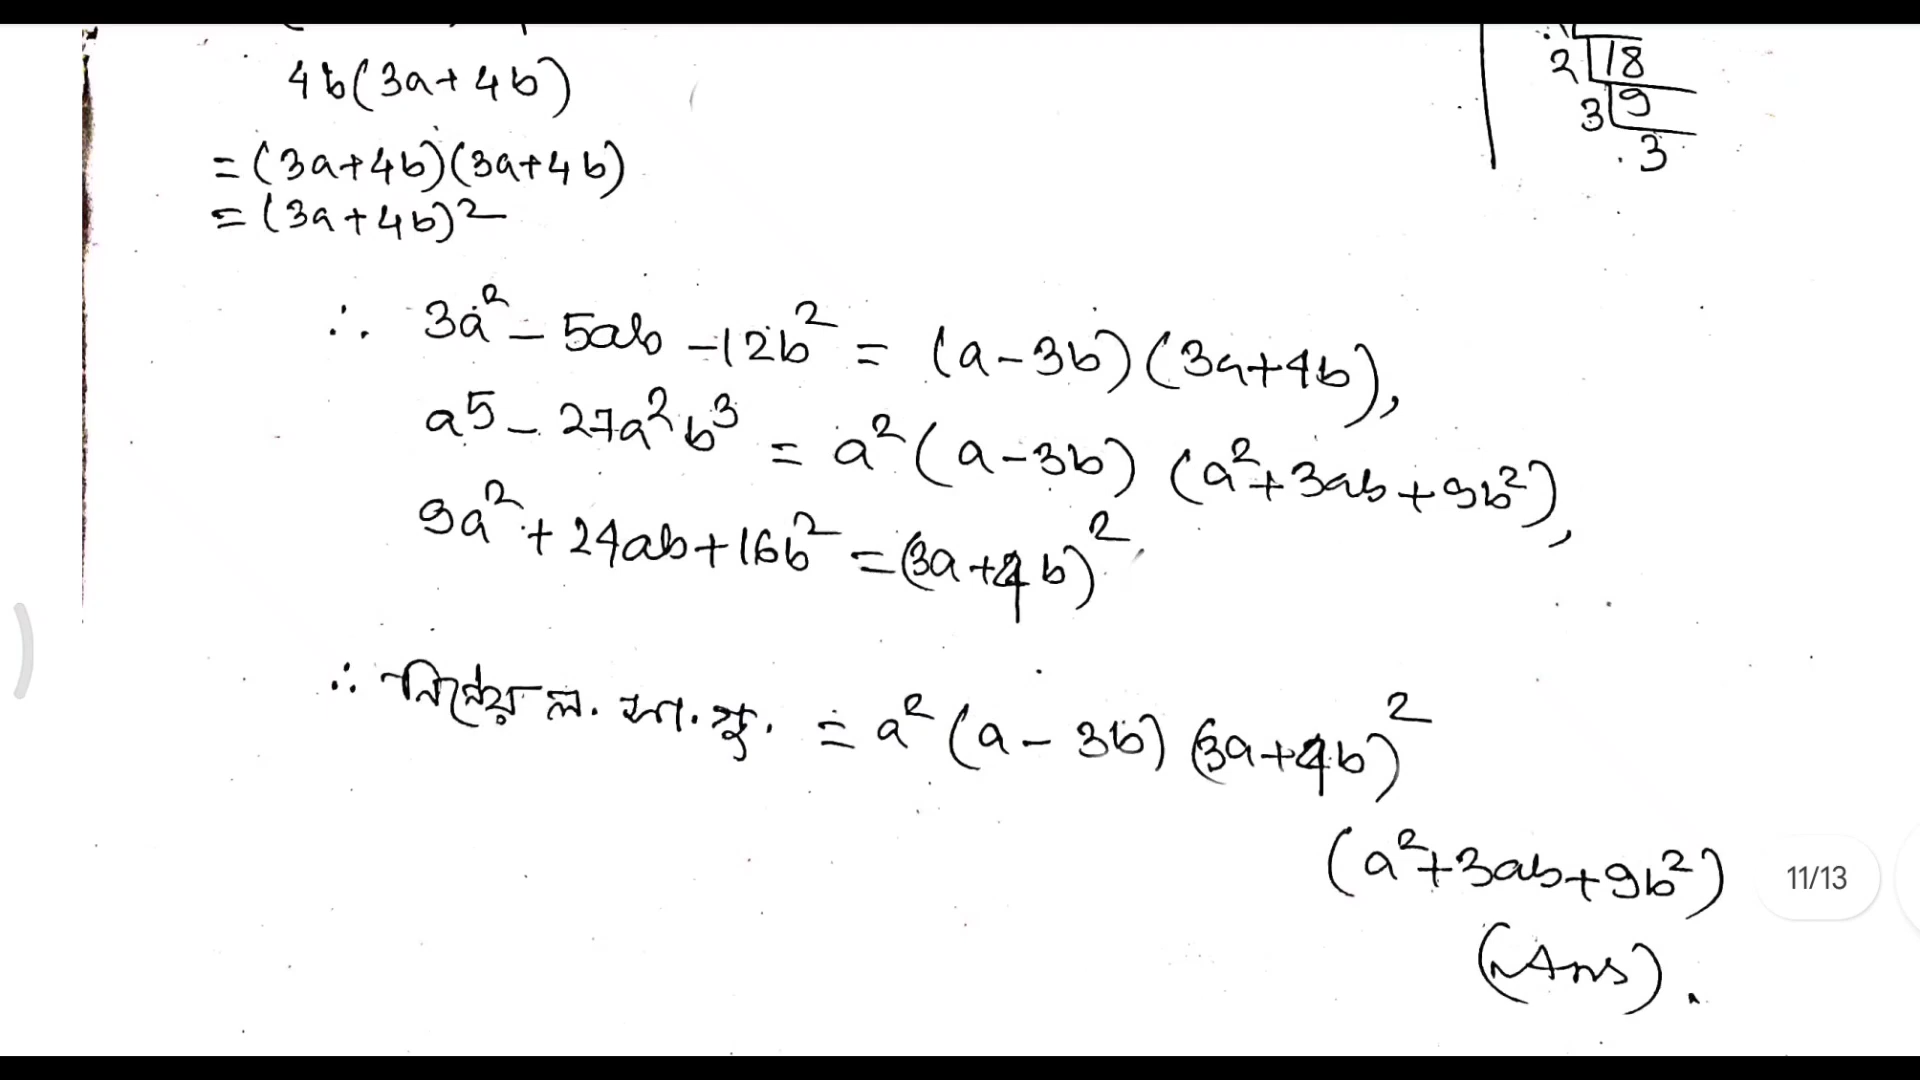 4b(3a+4b)
=(3a+4b)(3a+4b)
=(3a+4b)²
2 18
3 9
3
∴ 3a² - 5ab - 12b² = (a-3b)(3a+4b),
a⁵ - 27a²b³ = a²(a-3b)(a²+3ab+9b²),
9a² + 24ab + 16b² = (3a+4b)²
∴ নির্ণেয় ল. সা. গু. = a²(a-3b)(3a+4b)²
(a²+3ab+9b²)
(Ans).
11/13